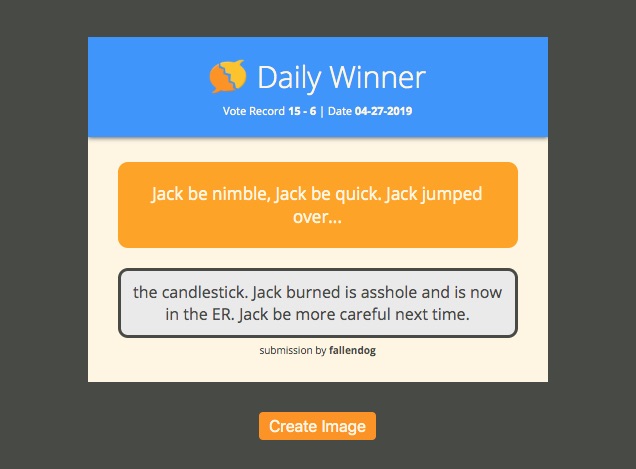 Daily Winner
Vote Record 15 - 6 | Date 04-27-2019
Jack be nimble, Jack be quick. Jack jumped
over...
the candlestick. Jack burned is asshole and is now
in the ER. Jack be more careful next time.
submission by fallendog
Create Image